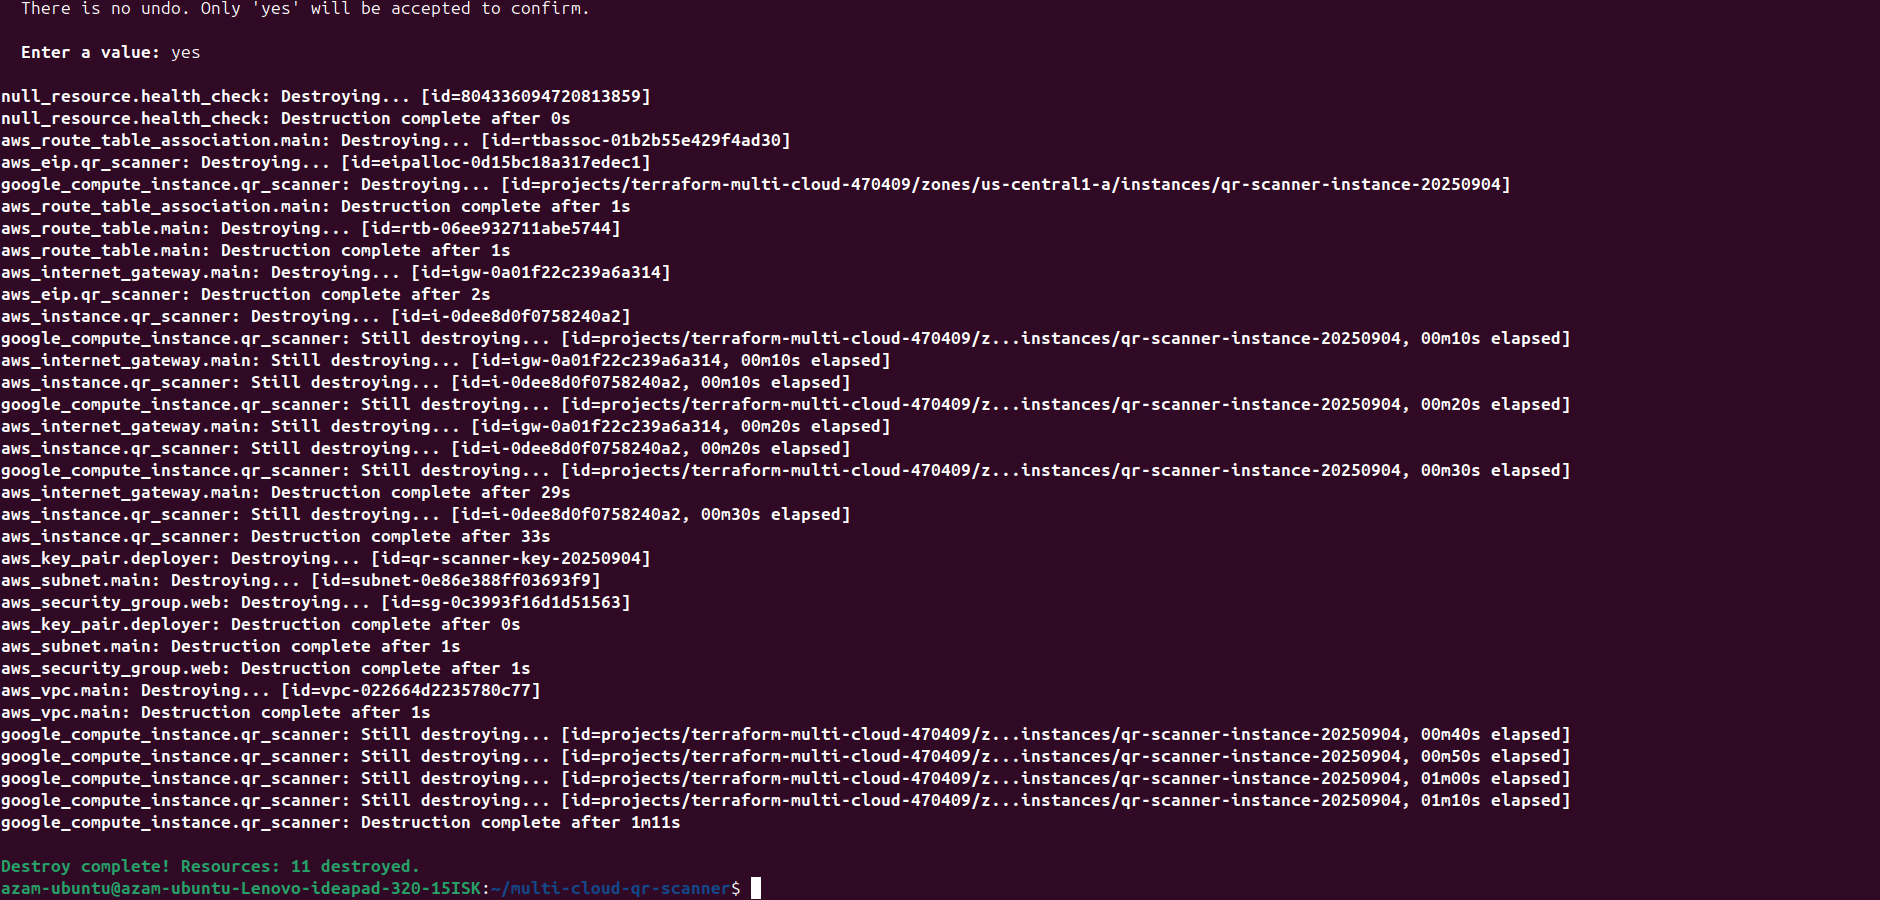 There is no undo. Only 'yes' will be accepted to confirm.
Enter a value: yes
null_resource.health_check: Destroying... [id=804336094720813859]
null_resource.health_check: Destruction complete after 0s
aws_route_table_association.main: Destroying... [id=rtbassoc-01b2b55e429f4ad30]
aws_eip.qr_scanner: Destroying... [id=eipalloc-0d15bc18a317edec1]
google_compute_instance.qr_scanner: Destroying... [id=projects/terraform-multi-cloud-470409/zones/us-central1-a/instances/qr-scanner-instance-20250904]
aws_route_table_association.main: Destruction complete after 1s
aws_route_table.main: Destroying... [id=rtb-06ee932711abe5744]
aws_route_table.main: Destruction complete after 1s
aws_internet_gateway.main: Destroying... [id=igw-0a01f22c239a6a314]
aws_eip.qr_scanner: Destruction complete after 2s
aws_instance.qr_scanner: Destroying... [id=i-0dee8d0f0758240a2]
google_compute_instance.qr_scanner: Still destroying... [id=projects/terraform-multi-cloud-470409/z...instances/qr-scanner-instance-20250904, 00m10s elapsed]
aws_internet_gateway.main: Still destroying... [id=igw-0a01f22c239a6a314, 00m10s elapsed]
aws_instance.qr_scanner: Still destroying... [id=i-0dee8d0f0758240a2, 00m10s elapsed]
google_compute_instance.qr_scanner: Still destroying... [id=projects/terraform-multi-cloud-470409/z...instances/qr-scanner-instance-20250904, 00m20s elapsed]
aws_internet_gateway.main: Still destroying... [id=igw-0a01f22c239a6a314, 00m20s elapsed]
aws_instance.qr_scanner: Still destroying... [id=i-0dee8d0f0758240a2, 00m20s elapsed]
google_compute_instance.qr_scanner: Still destroying... [id=projects/terraform-multi-cloud-470409/z...instances/qr-scanner-instance-20250904, 00m30s elapsed]
aws_internet_gateway.main: Destruction complete after 29s
aws_instance.qr_scanner: Still destroying... [id=i-0dee8d0f0758240a2, 00m30s elapsed]
aws_instance.qr_scanner: Destruction complete after 33s
aws_key_pair.deployer: Destroying... [id=qr-scanner-key-20250904]
aws_subnet.main: Destroying... [id=subnet-0e86e388ff03693f9]
aws_security_group.web: Destroying... [id=sg-0c3993f16d1d51563]
aws_key_pair.deployer: Destruction complete after 0s
aws_subnet.main: Destruction complete after 1s
aws_security_group.web: Destruction complete after 1s
aws_vpc.main: Destroying... [id=vpc-022664d2235780c77]
aws_vpc.main: Destruction complete after 1s
google_compute_instance.qr_scanner: Still destroying... [id=projects/terraform-multi-cloud-470409/z...instances/qr-scanner-instance-20250904, 00m40s elapsed]
google_compute_instance.qr_scanner: Still destroying... [id=projects/terraform-multi-cloud-470409/z...instances/qr-scanner-instance-20250904, 00m50s elapsed]
google_compute_instance.qr_scanner: Still destroying... [id=projects/terraform-multi-cloud-470409/z...instances/qr-scanner-instance-20250904, 01m00s elapsed]
google_compute_instance.qr_scanner: Still destroying... [id=projects/terraform-multi-cloud-470409/z...instances/qr-scanner-instance-20250904, 01m10s elapsed]
google_compute_instance.qr_scanner: Destruction complete after 1m11s
Destroy complete! Resources: 11 destroyed.
azam-ubuntu@azam-ubuntu-Lenovo-ideapad-320-15ISK:~/multi-cloud-qr-scanner$